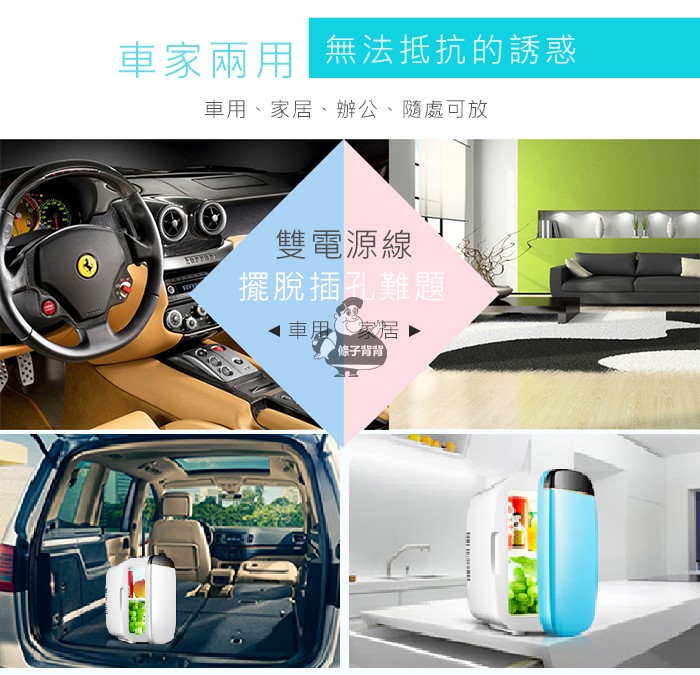 車家兩用
無法抵抗的誘惑
車用、家居、辦公、隨處可放
雙電源線
擺脫插孔難題
◀ 車用 家居 ▶
條子背背
FERRARI